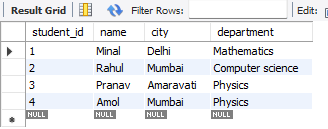 Result Grid Filter Rows: Edit:
student_id name city department
1 Minal Delhi Mathematics
2 Rahul Mumbai Computer science
3 Pranav Amaravati Physics
4 Amol Mumbai Physics
NULL NULL NULL NULL